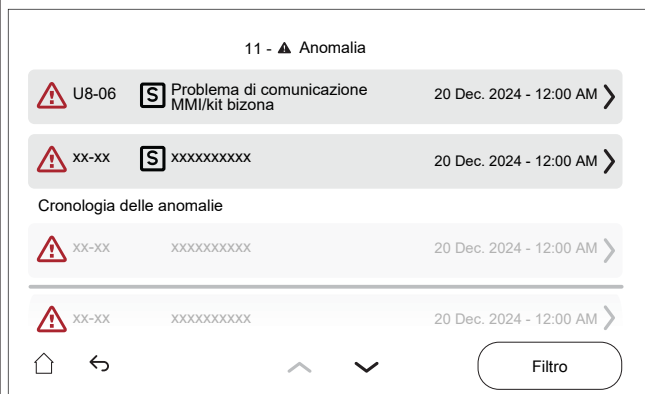 11 - Anomalia
U8-06 S Problema di comunicazione MMI/kit bizona 20 Dec. 2024 - 12:00 AM
xx-xx S xxxxxxxxxx 20 Dec. 2024 - 12:00 AM
Cronologia delle anomalie
xx-xx xxxxxxxxxx 20 Dec. 2024 - 12:00 AM
xx-xx xxxxxxxxxx 20 Dec. 2024 - 12:00 AM
Filtro